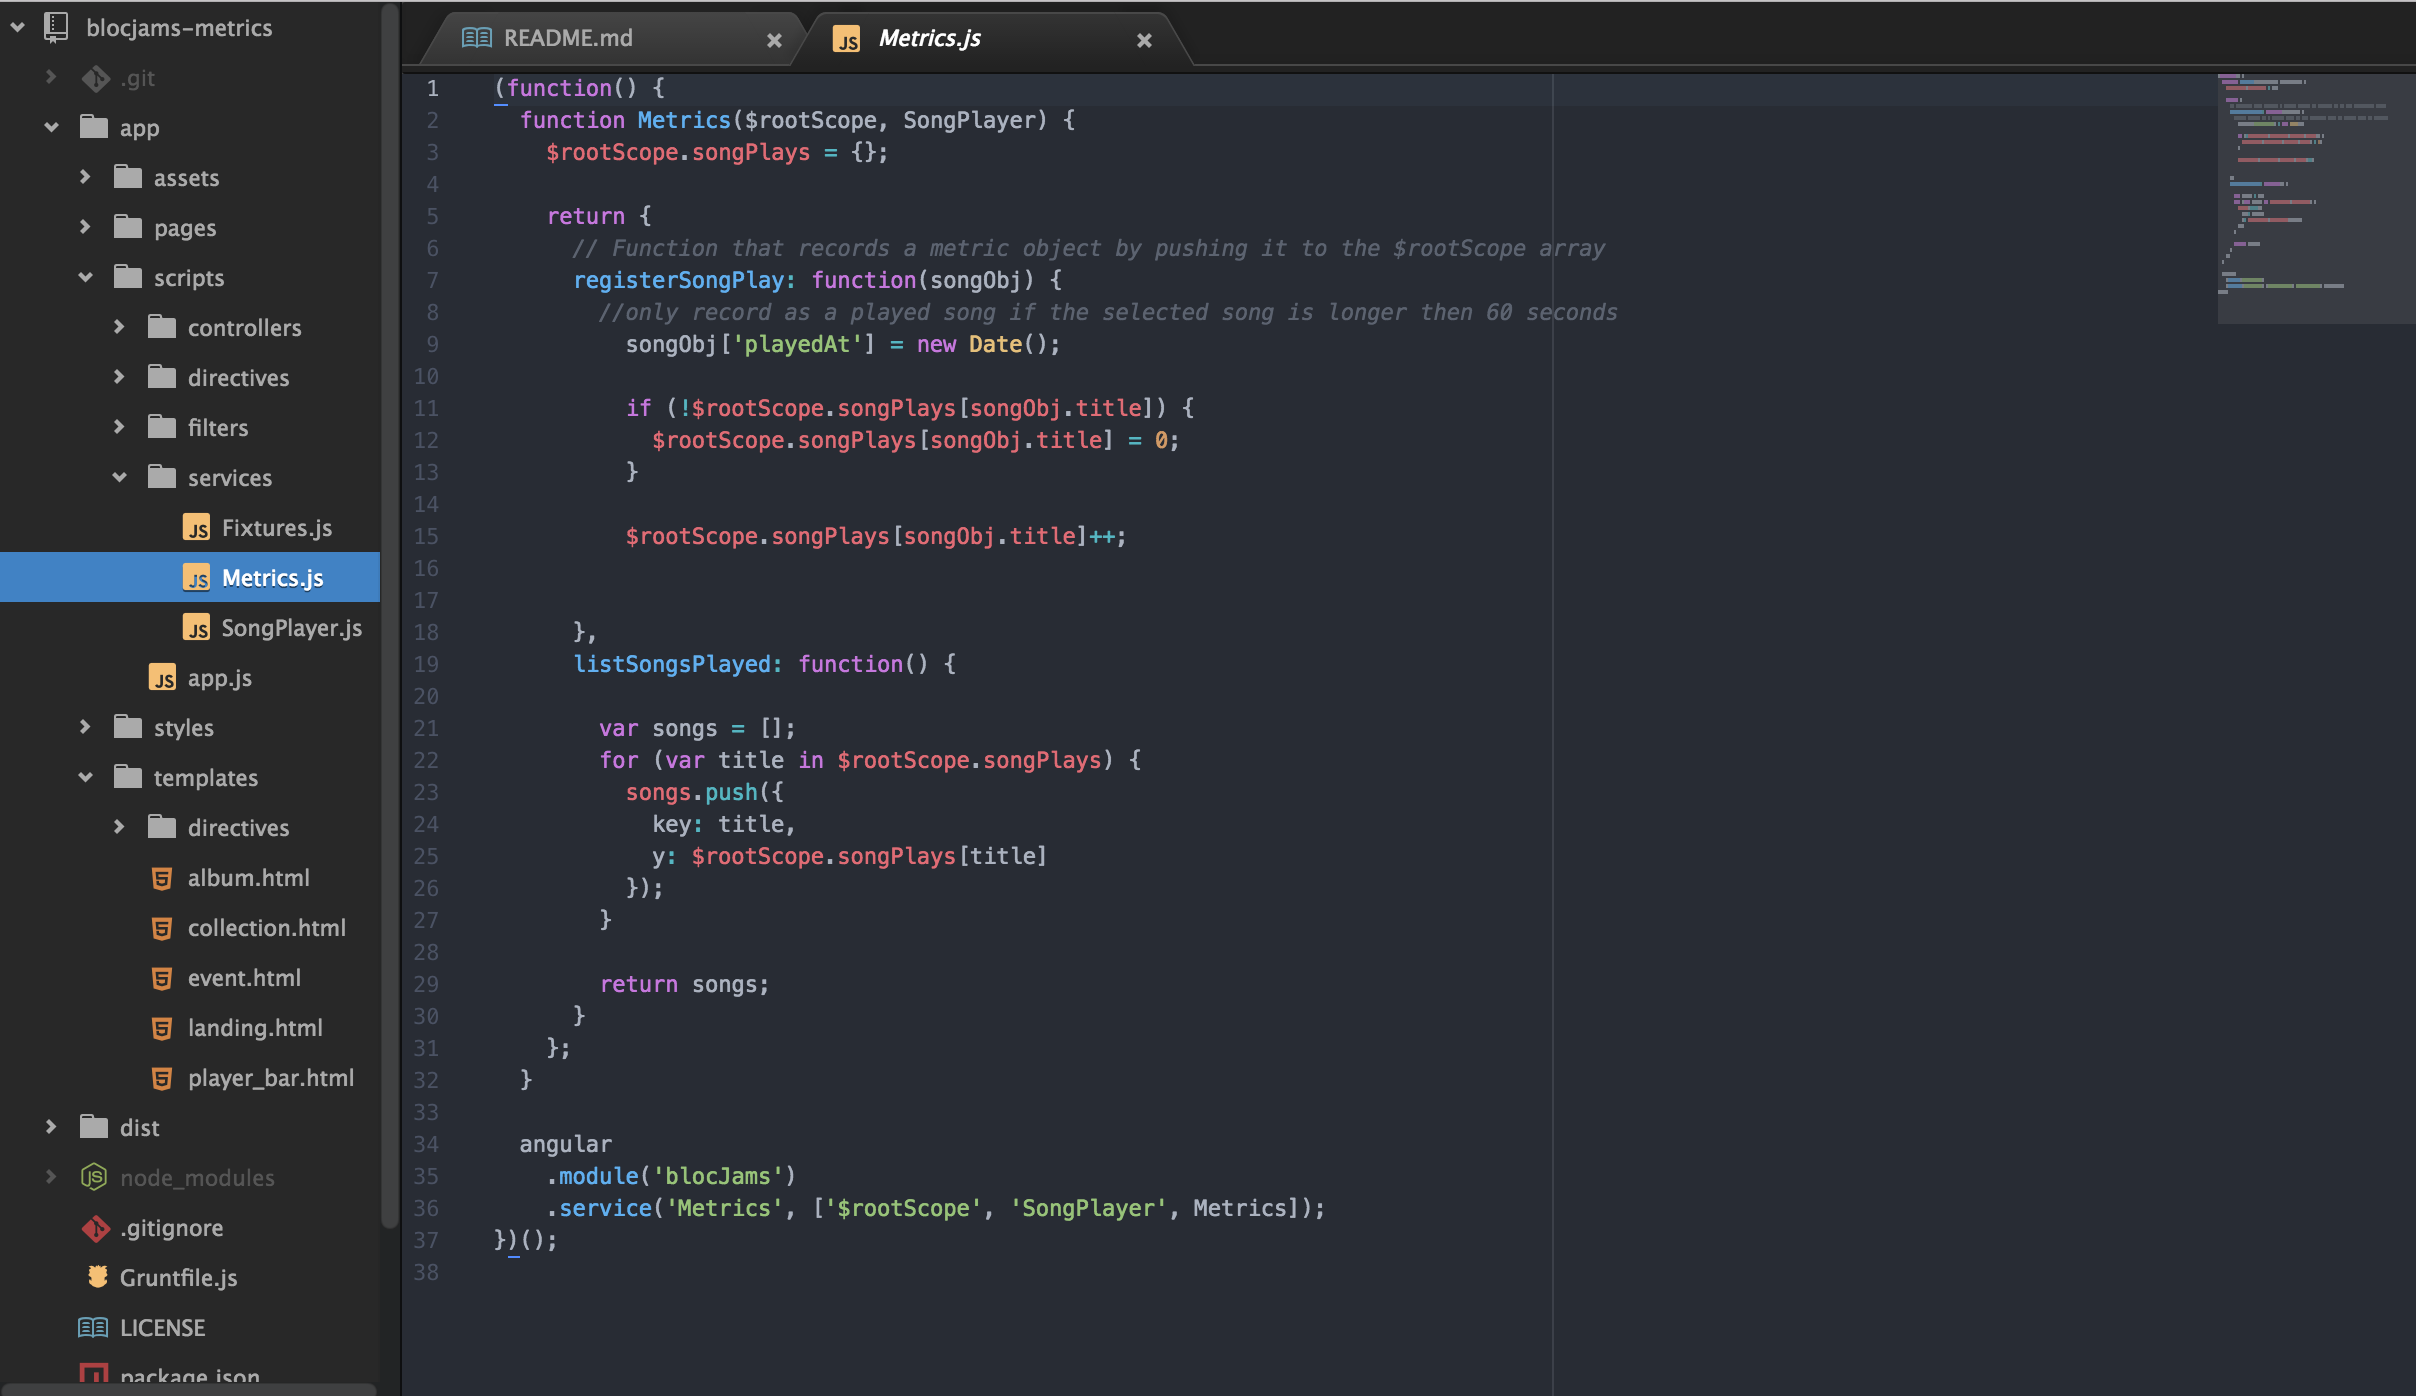 blocjams-metrics
.git
app
assets
pages
scripts
controllers
directives
filters
services
Fixtures.js
Metrics.js
SongPlayer.js
app.js
styles
templates
directives
album.html
collection.html
event.html
landing.html
player_bar.html
dist
node_modules
.gitignore
Gruntfile.js
LICENSE
package.json
README.md
Metrics.js
1 (function() {
2 function Metrics($rootScope, SongPlayer) {
3 $rootScope.songPlays = {};
4
5 return {
6 // Function that records a metric object by pushing it to the $rootScope array
7 registerSongPlay: function(songObj) {
8 //only record as a played song if the selected song is longer then 60 seconds
9 songObj['playedAt'] = new Date();
10
11 if (!$rootScope.songPlays[songObj.title]) {
12 $rootScope.songPlays[songObj.title] = 0;
13 }
14
15 $rootScope.songPlays[songObj.title]++;
16
17
18 },
19 listSongsPlayed: function() {
20
21 var songs = [];
22 for (var title in $rootScope.songPlays) {
23 songs.push({
24 key: title,
25 y: $rootScope.songPlays[title]
26 });
27 }
28
29 return songs;
30 }
31 };
32 }
33
34 angular
35 .module('blocJams')
36 .service('Metrics', ['$rootScope', 'SongPlayer', Metrics]);
37 })();
38